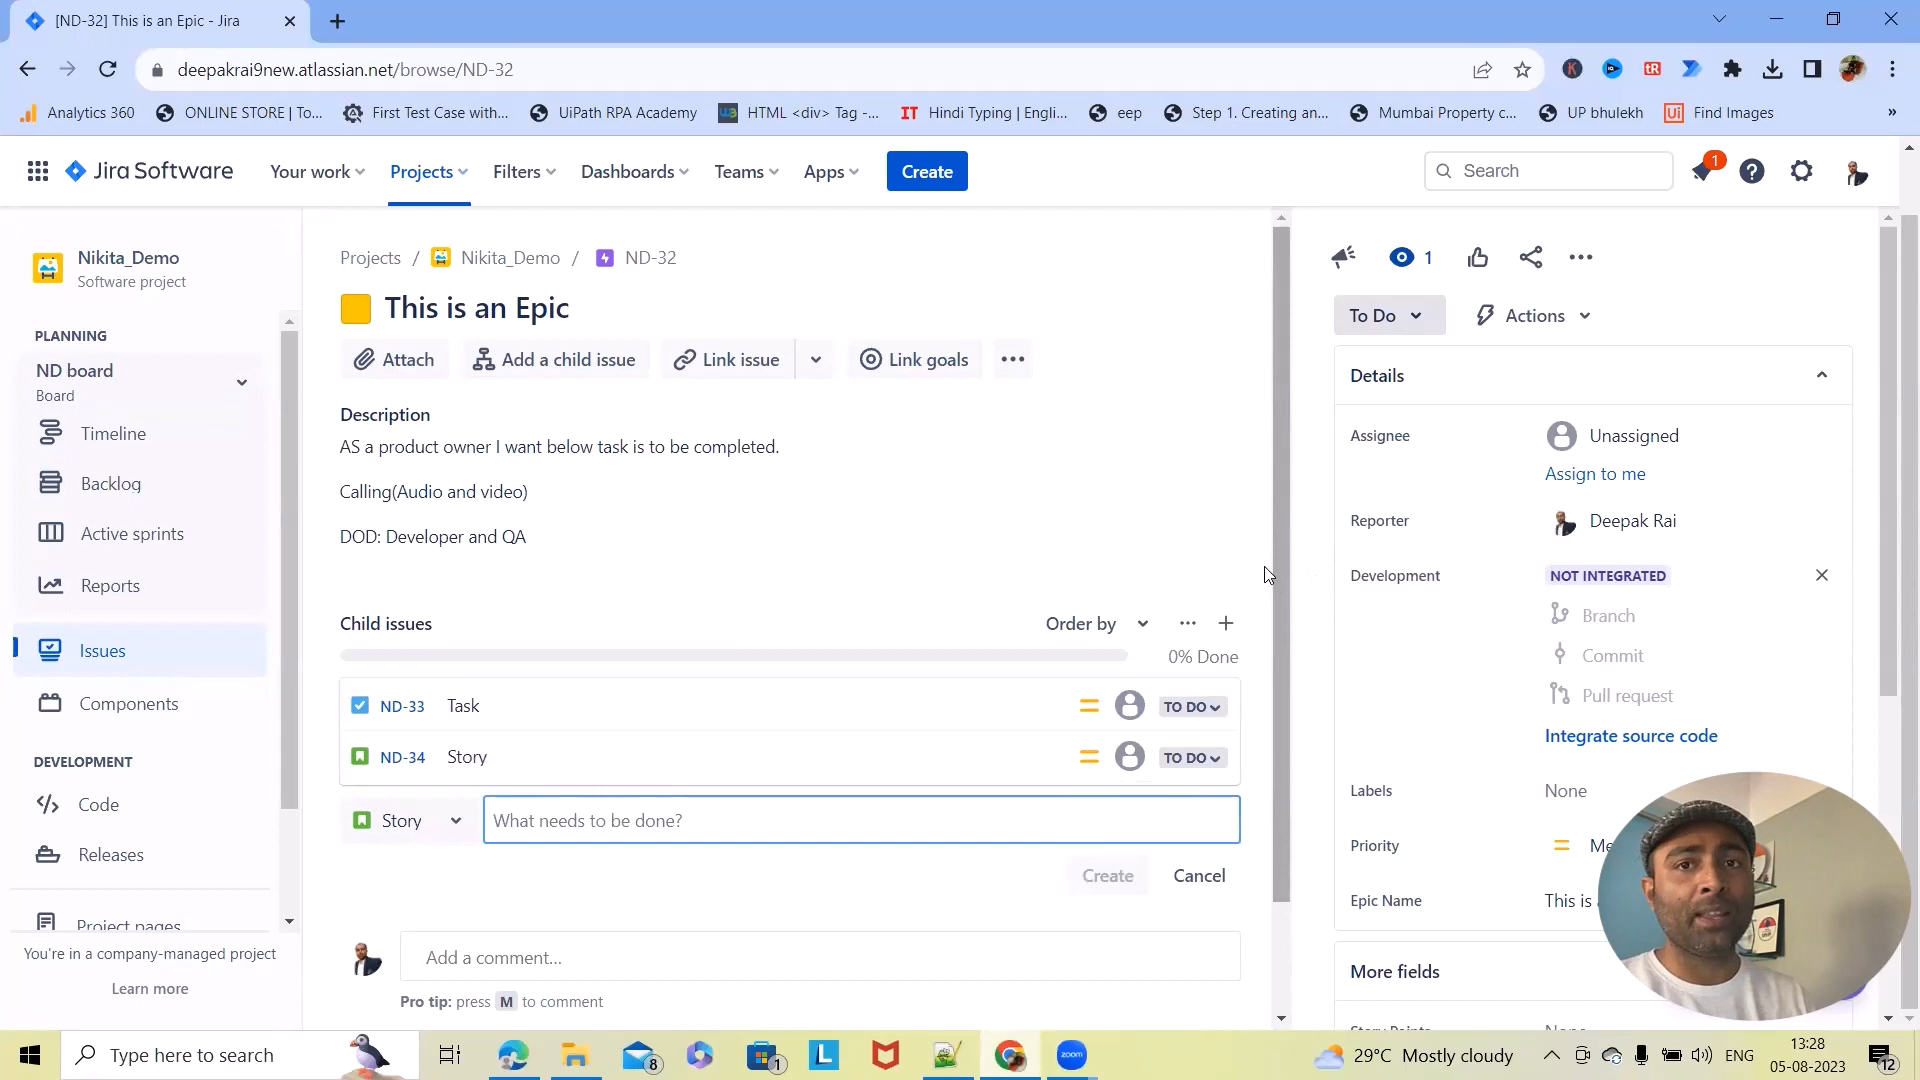 [ND-32] This is an Epic - Jira
deepakrai9new.atlassian.net/browse/ND-32
Analytics 360
ONLINE STORE | To...
First Test Case with...
UiPath RPA Academy
HTML <div> Tag -...
Hindi Typing | Engli...
eep
Step 1. Creating an...
Mumbai Property c...
UP bhulekh
Find Images
Jira Software
Your work
Projects
Filters
Dashboards
Teams
Apps
Create
Search
1
Nikita_Demo
Software project
PLANNING
ND board
Board
Timeline
Backlog
Active sprints
Reports
Issues
Components
DEVELOPMENT
Code
Releases
Project pages
You're in a company-managed project
Learn more
Projects / Nikita_Demo / ND-32
This is an Epic
Attach
Add a child issue
Link issue
Link goals
Description
AS a product owner I want below task is to be completed.
Calling(Audio and video)
DOD: Developer and QA
Child issues
Order by
0% Done
ND-33 Task TO DO
ND-34 Story TO DO
Story
What needs to be done?
Create
Cancel
Add a comment...
Pro tip: press M to comment
1
To Do
Actions
Details
Assignee
Unassigned
Assign to me
Reporter
Deepak Rai
Development
NOT INTEGRATED
Branch
Commit
Pull request
Integrate source code
Labels
None
Priority
Epic Name
This is
More fields
Type here to search
8
1
L
zoom
29°C Mostly cloudy
ENG
13:28
05-08-2023
12